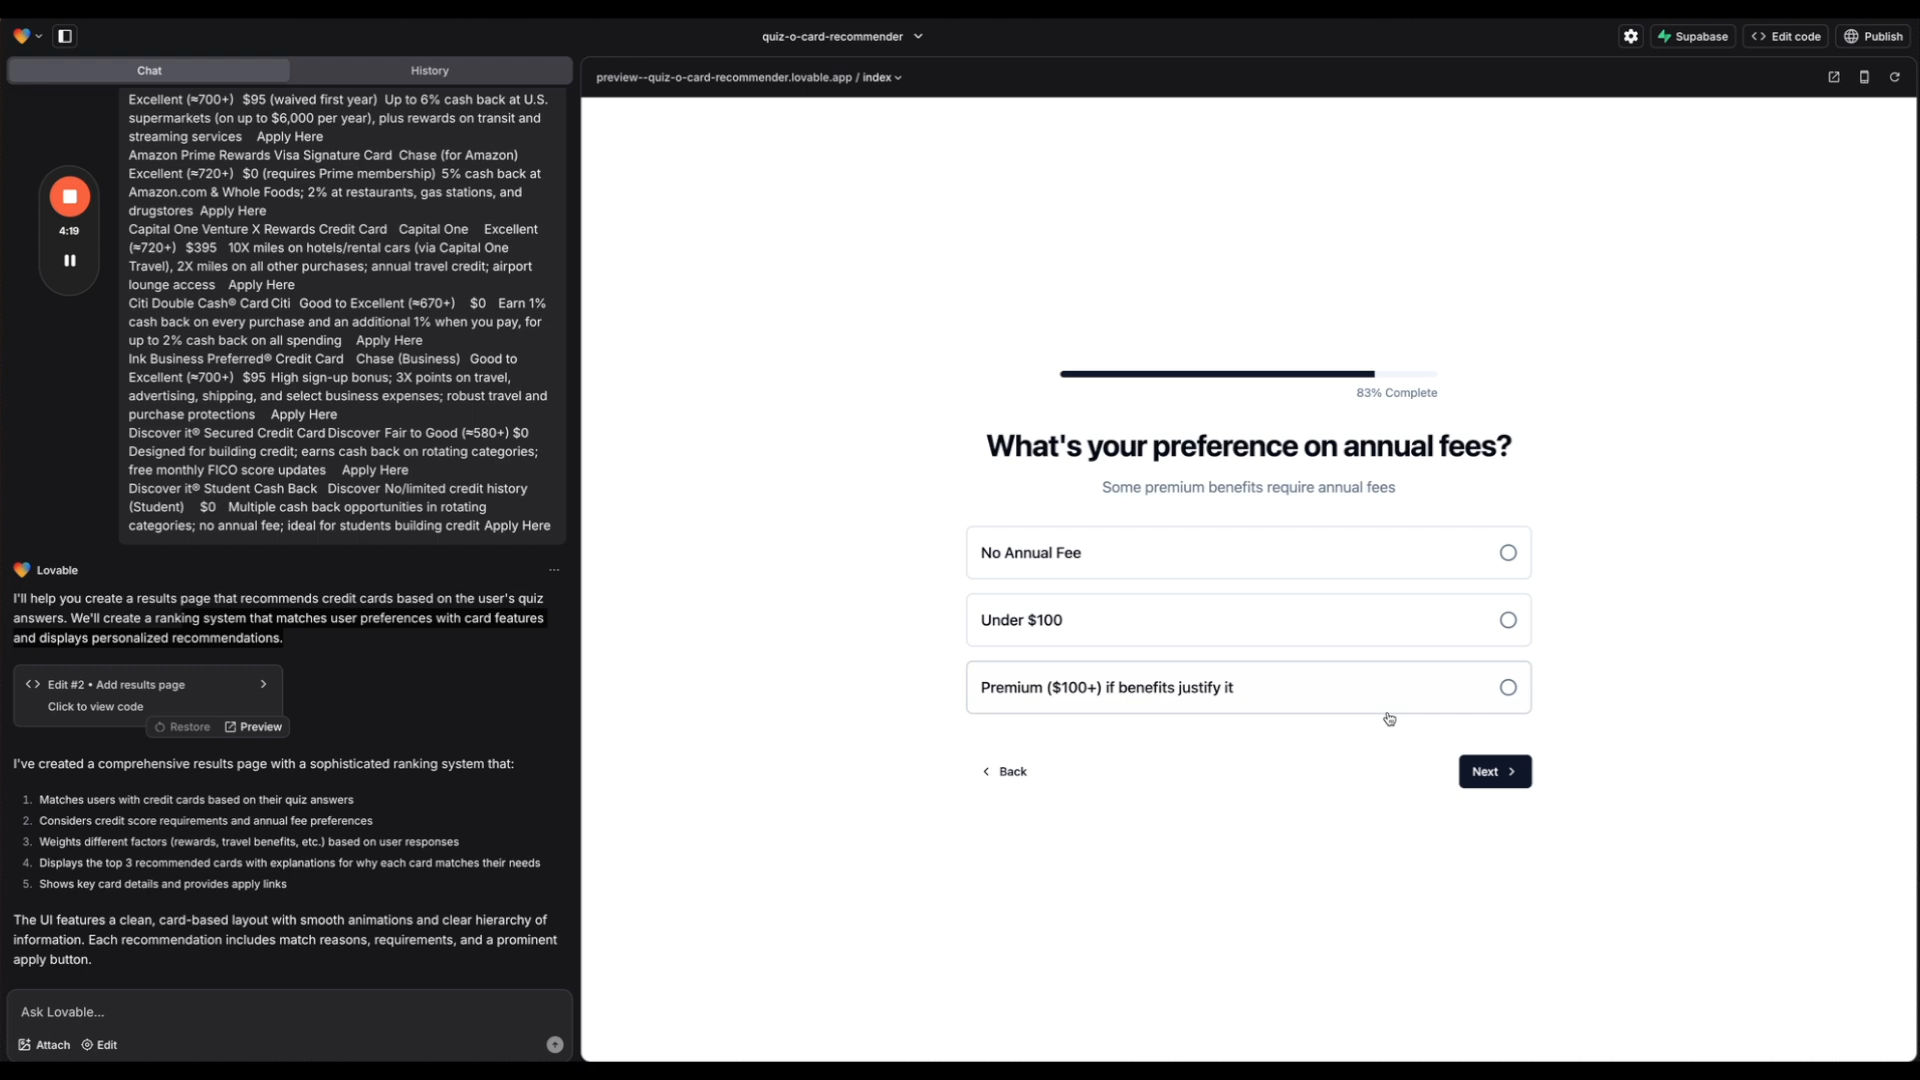 quiz-o-card-recommender
Supabase
Edit code
Publish
Chat
History
preview--quiz-o-card-recommender.lovable.app / index
Excellent (≈700+) $95 (waived first year) Up to 6% cash back at U.S.
supermarkets (on up to $6,000 per year), plus rewards on transit and
streaming services Apply Here
Amazon Prime Rewards Visa Signature Card Chase (for Amazon)
Excellent (≈720+) $0 (requires Prime membership) 5% cash back at
Amazon.com & Whole Foods; 2% at restaurants, gas stations, and
drugstores Apply Here
Capital One Venture X Rewards Credit Card Capital One Excellent
(≈720+) $395 10X miles on hotels/rental cars (via Capital One
Travel), 2X miles on all other purchases; annual travel credit; airport
lounge access Apply Here
Citi Double Cash® Card Citi Good to Excellent (≈670+) $0 Earn 1%
cash back on every purchase and an additional 1% when you pay, for
up to 2% cash back on all spending Apply Here
Ink Business Preferred® Credit Card Chase (Business) Good to
Excellent (≈700+) $95 High sign-up bonus; 3X points on travel,
advertising, shipping, and select business expenses; robust travel and
purchase protections Apply Here
Discover it® Secured Credit Card Discover Fair to Good (≈580+) $0
Designed for building credit; earns cash back on rotating categories;
free monthly FICO score updates Apply Here
Discover it® Student Cash Back Discover No/limited credit history
(Student) $0 Multiple cash back opportunities in rotating
categories; no annual fee; ideal for students building credit Apply Here
4:19
Lovable
I'll help you create a results page that recommends credit cards based on the user's quiz
answers. We'll create a ranking system that matches user preferences with card features
and displays personalized recommendations.
Edit #2 • Add results page
Click to view code
Restore Preview
I've created a comprehensive results page with a sophisticated ranking system that:
1. Matches users with credit cards based on their quiz answers
2. Considers credit score requirements and annual fee preferences
3. Weights different factors (rewards, travel benefits, etc.) based on user responses
4. Displays the top 3 recommended cards with explanations for why each card matches their needs
5. Shows key card details and provides apply links
The UI features a clean, card-based layout with smooth animations and clear hierarchy of
information. Each recommendation includes match reasons, requirements, and a prominent
apply button.
Ask Lovable...
Attach Edit
83% Complete
What's your preference on annual fees?
Some premium benefits require annual fees
No Annual Fee
Under $100
Premium ($100+) if benefits justify it
Back
Next